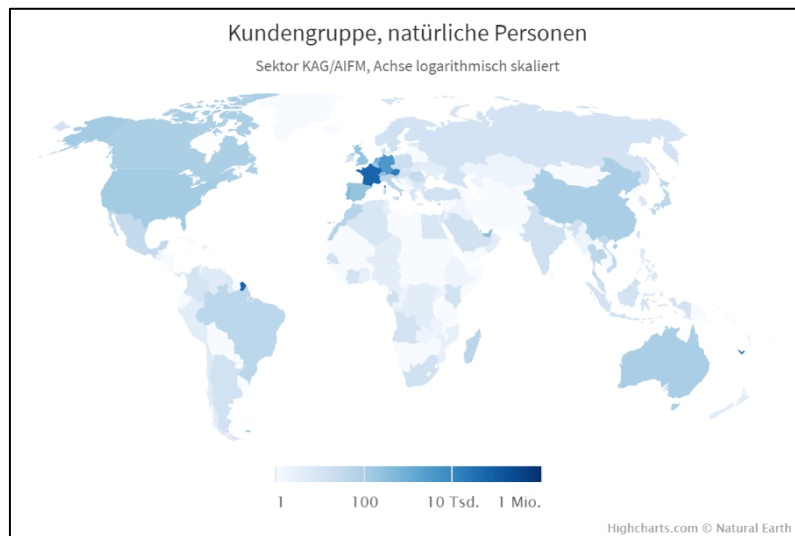 Kundengruppe, natürliche Personen
Sektor KAG/AIFM, Achse logarithmisch skaliert
1 100 10 Tsd. 1 Mio.
Highcharts.com © Natural Earth